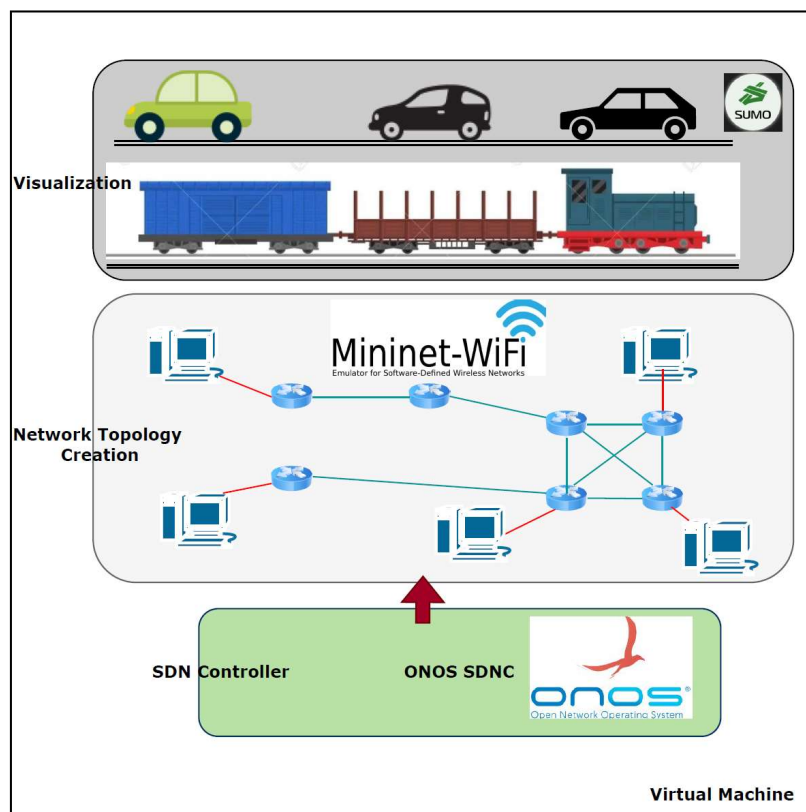 SUMO
Visualization
Mininet-WiFi
Emulator for Software-Defined Wireless Networks
Network Topology
Creation
SDN Controller
ONOS SDNC
onos®
Open Network Operating System
Virtual Machine